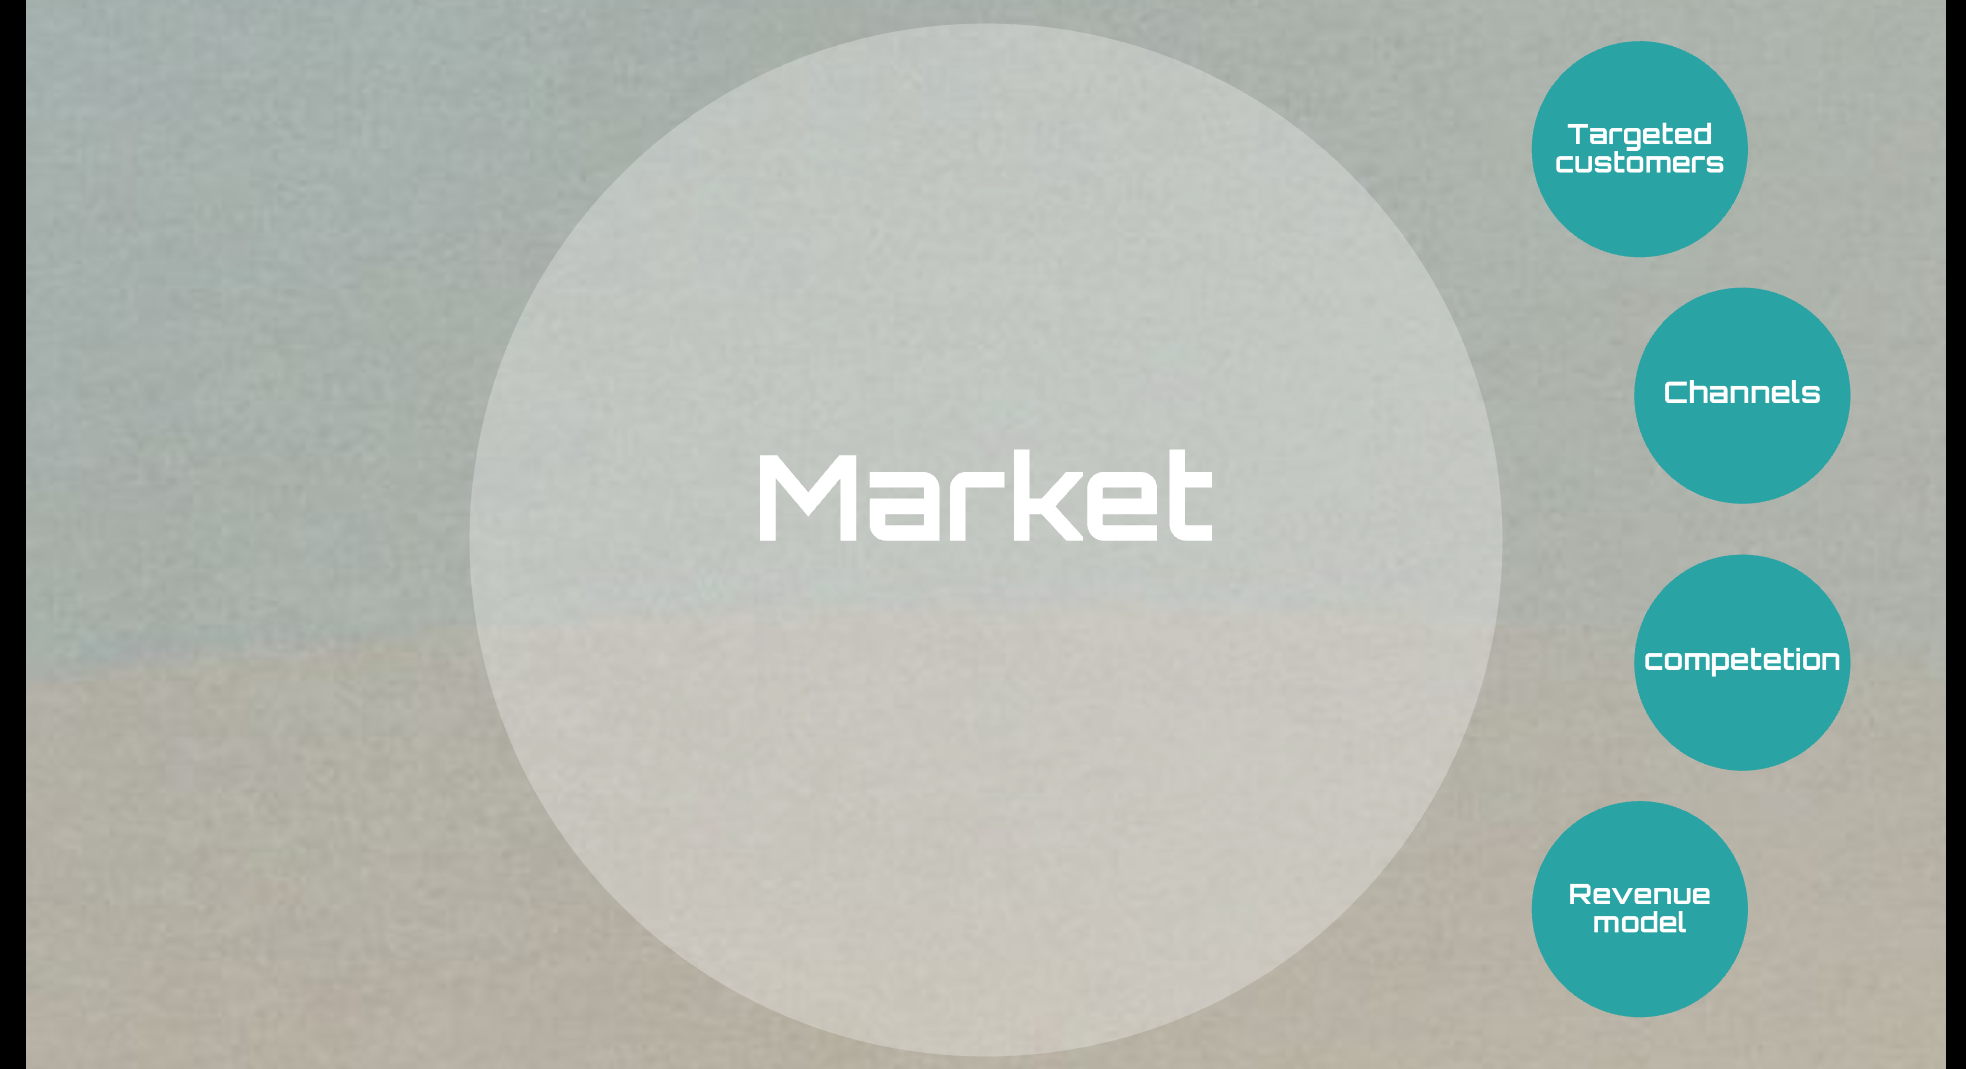 Market
Targeted
customers
Channels
competetion
Revenue
model